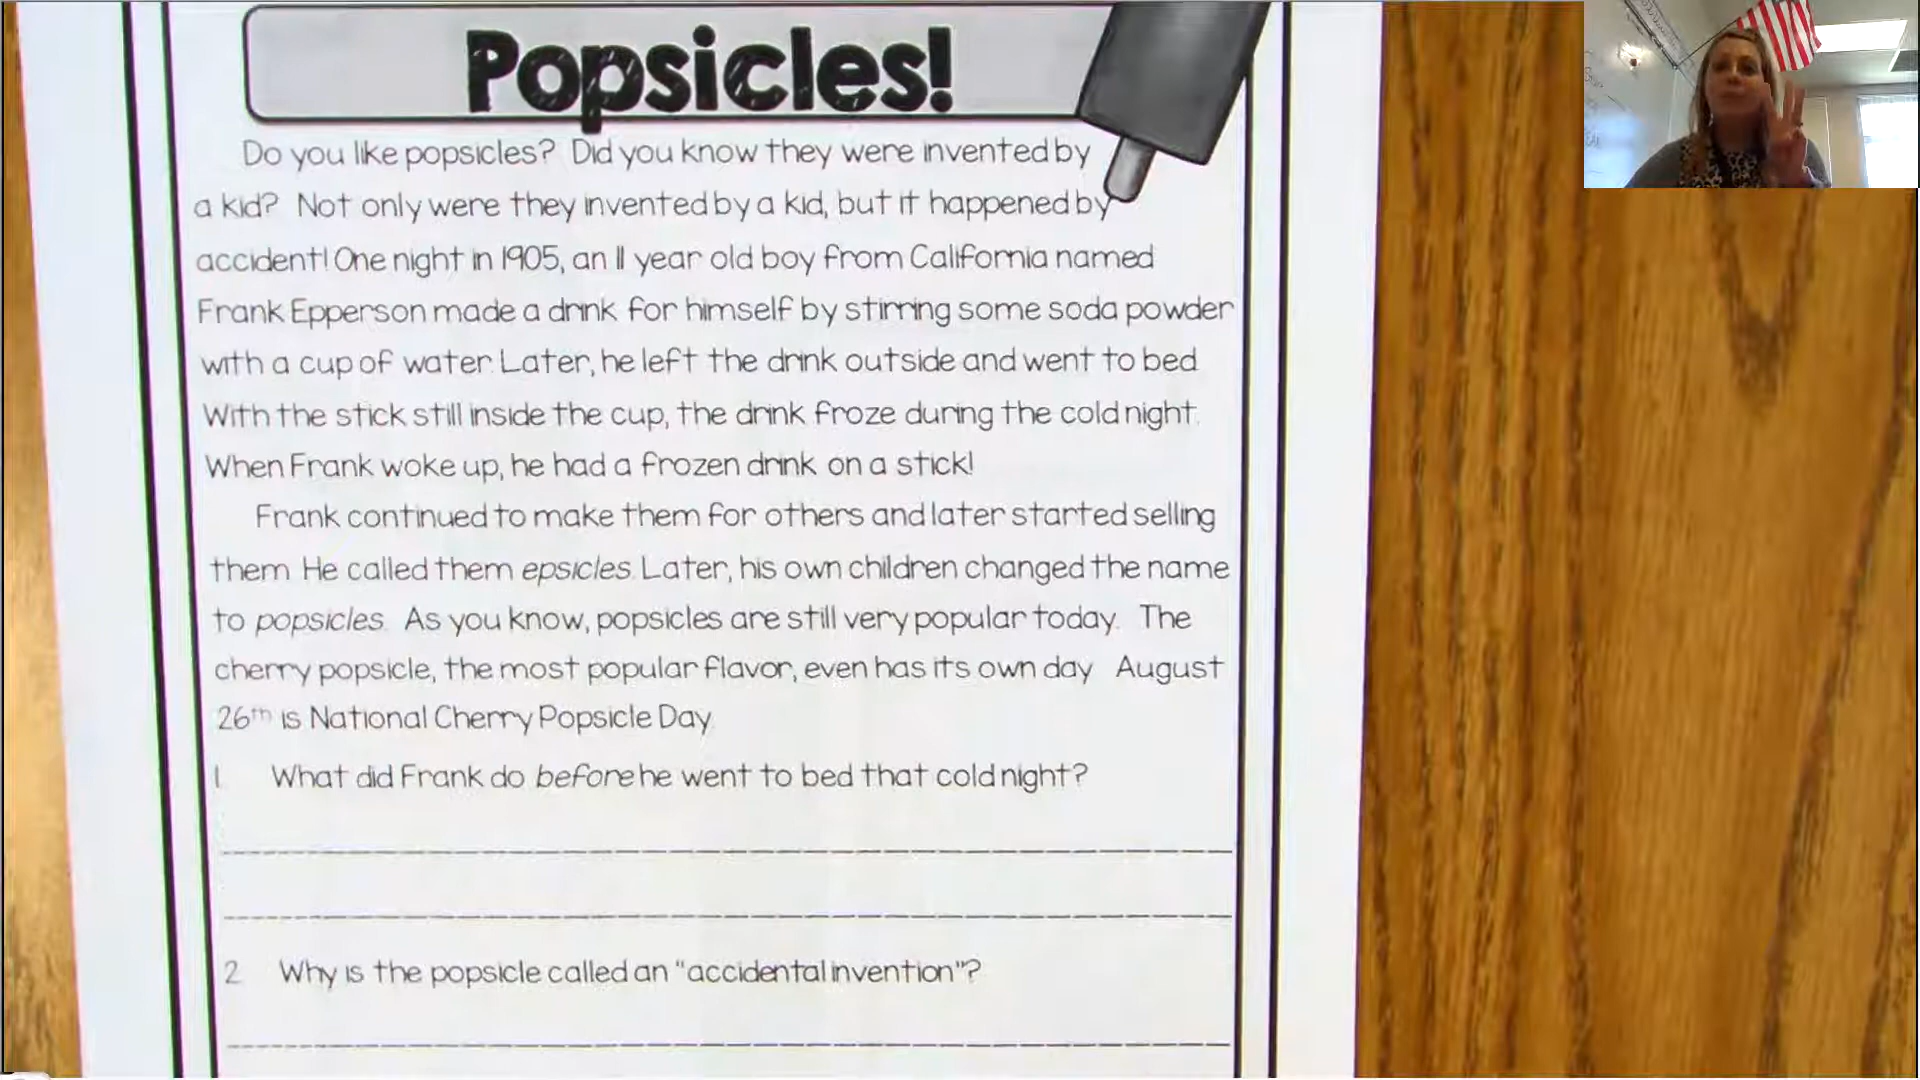 Popsicles!
Do you like popsicles? Did you know they were invented by
a kid? Not only were they invented by a kid, but it happened by
accident! One night in 1905, an 11 year old boy from California named
Frank Epperson made a drink for himself by stirring some soda powder
with a cup of water. Later, he left the drink outside and went to bed.
With the stick still inside the cup, the drink froze during the cold night.
When Frank woke up, he had a frozen drink on a stick!
Frank continued to make them for others and later started selling
them. He called them epsicles. Later, his own children changed the name
to popsicles. As you know, popsicles are still very popular today. The
cherry popsicle, the most popular flavor, even has its own day. August
26th is National Cherry Popsicle Day.
1. What did Frank do before he went to bed that cold night?
2. Why is the popsicle called an "accidental invention"?